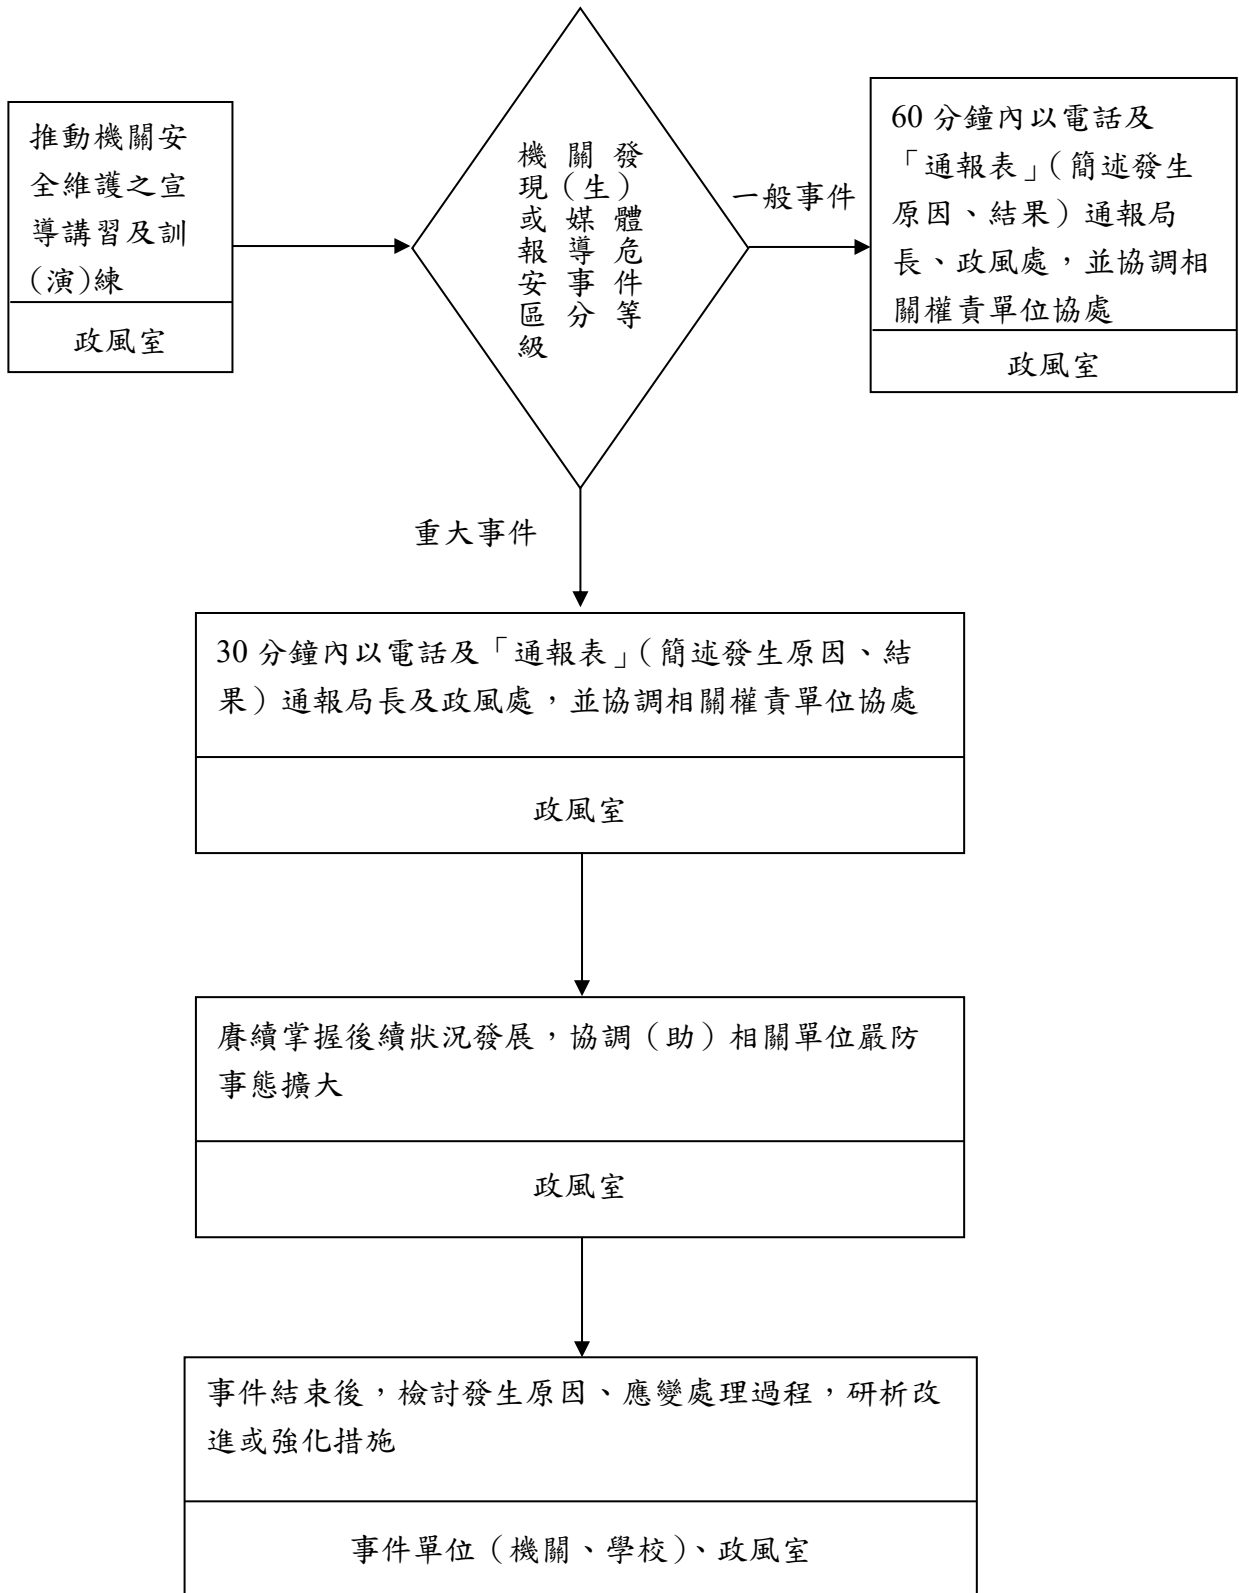 推動機關安
全維護之宣
導講習及訓
(演)練
政風室
機關發
現(生)
或媒體
報導危
安事件
區分等
級
一般事件
60 分鐘內以電話及
「通報表」（簡述發生
原因、結果）通報局
長、政風處，並協調相
關權責單位協處
政風室
重大事件
30 分鐘內以電話及「通報表」（簡述發生原因、結
果）通報局長及政風處，並協調相關權責單位協處
政風室
賡續掌握後續狀況發展，協調（助）相關單位嚴防
事態擴大
政風室
事件結束後，檢討發生原因、應變處理過程，研析改
進或強化措施
事件單位（機關、學校）、政風室